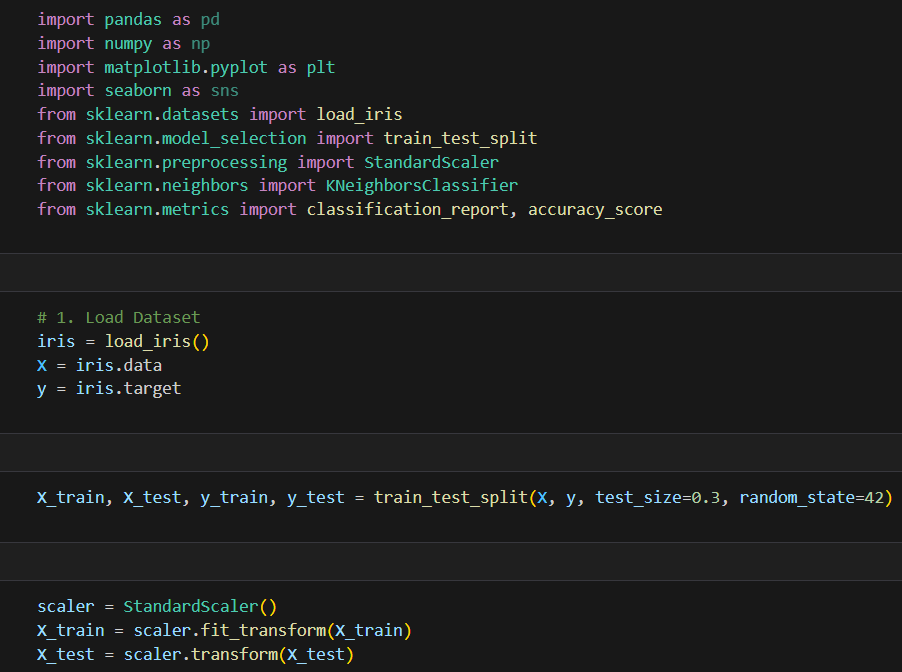 import pandas as pd
import numpy as np
import matplotlib.pyplot as plt
import seaborn as sns
from sklearn.datasets import load_iris
from sklearn.model_selection import train_test_split
from sklearn.preprocessing import StandardScaler
from sklearn.neighbors import KNeighborsClassifier
from sklearn.metrics import classification_report, accuracy_score
# 1. Load Dataset
iris = load_iris()
X = iris.data
y = iris.target
X_train, X_test, y_train, y_test = train_test_split(X, y, test_size=0.3, random_state=42)
scaler = StandardScaler()
X_train = scaler.fit_transform(X_train)
X_test = scaler.transform(X_test)